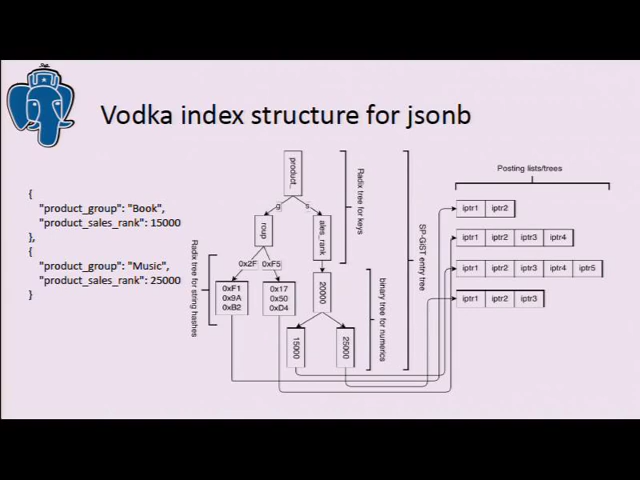 Vodka index structure for jsonb
{
"product_group": "Book",
"product_sales_rank": 15000
},
{
"product_group": "Music",
"product_sales_rank": 25000
}
product_
g
s
roup
ales_rank
0x2F
0xF5
0xF1
0x9A
0xB2
0x17
0x50
0xD4
20000
15000
25000
Radix tree for string hashes
Radix tree for keys
binary tree for numerics
SP-GiST entry tree
Posting lists/trees
iptr1 iptr2
iptr1 iptr2 iptr3 iptr4
iptr1 iptr2 iptr3 iptr4 iptr5
iptr1 iptr2 iptr3